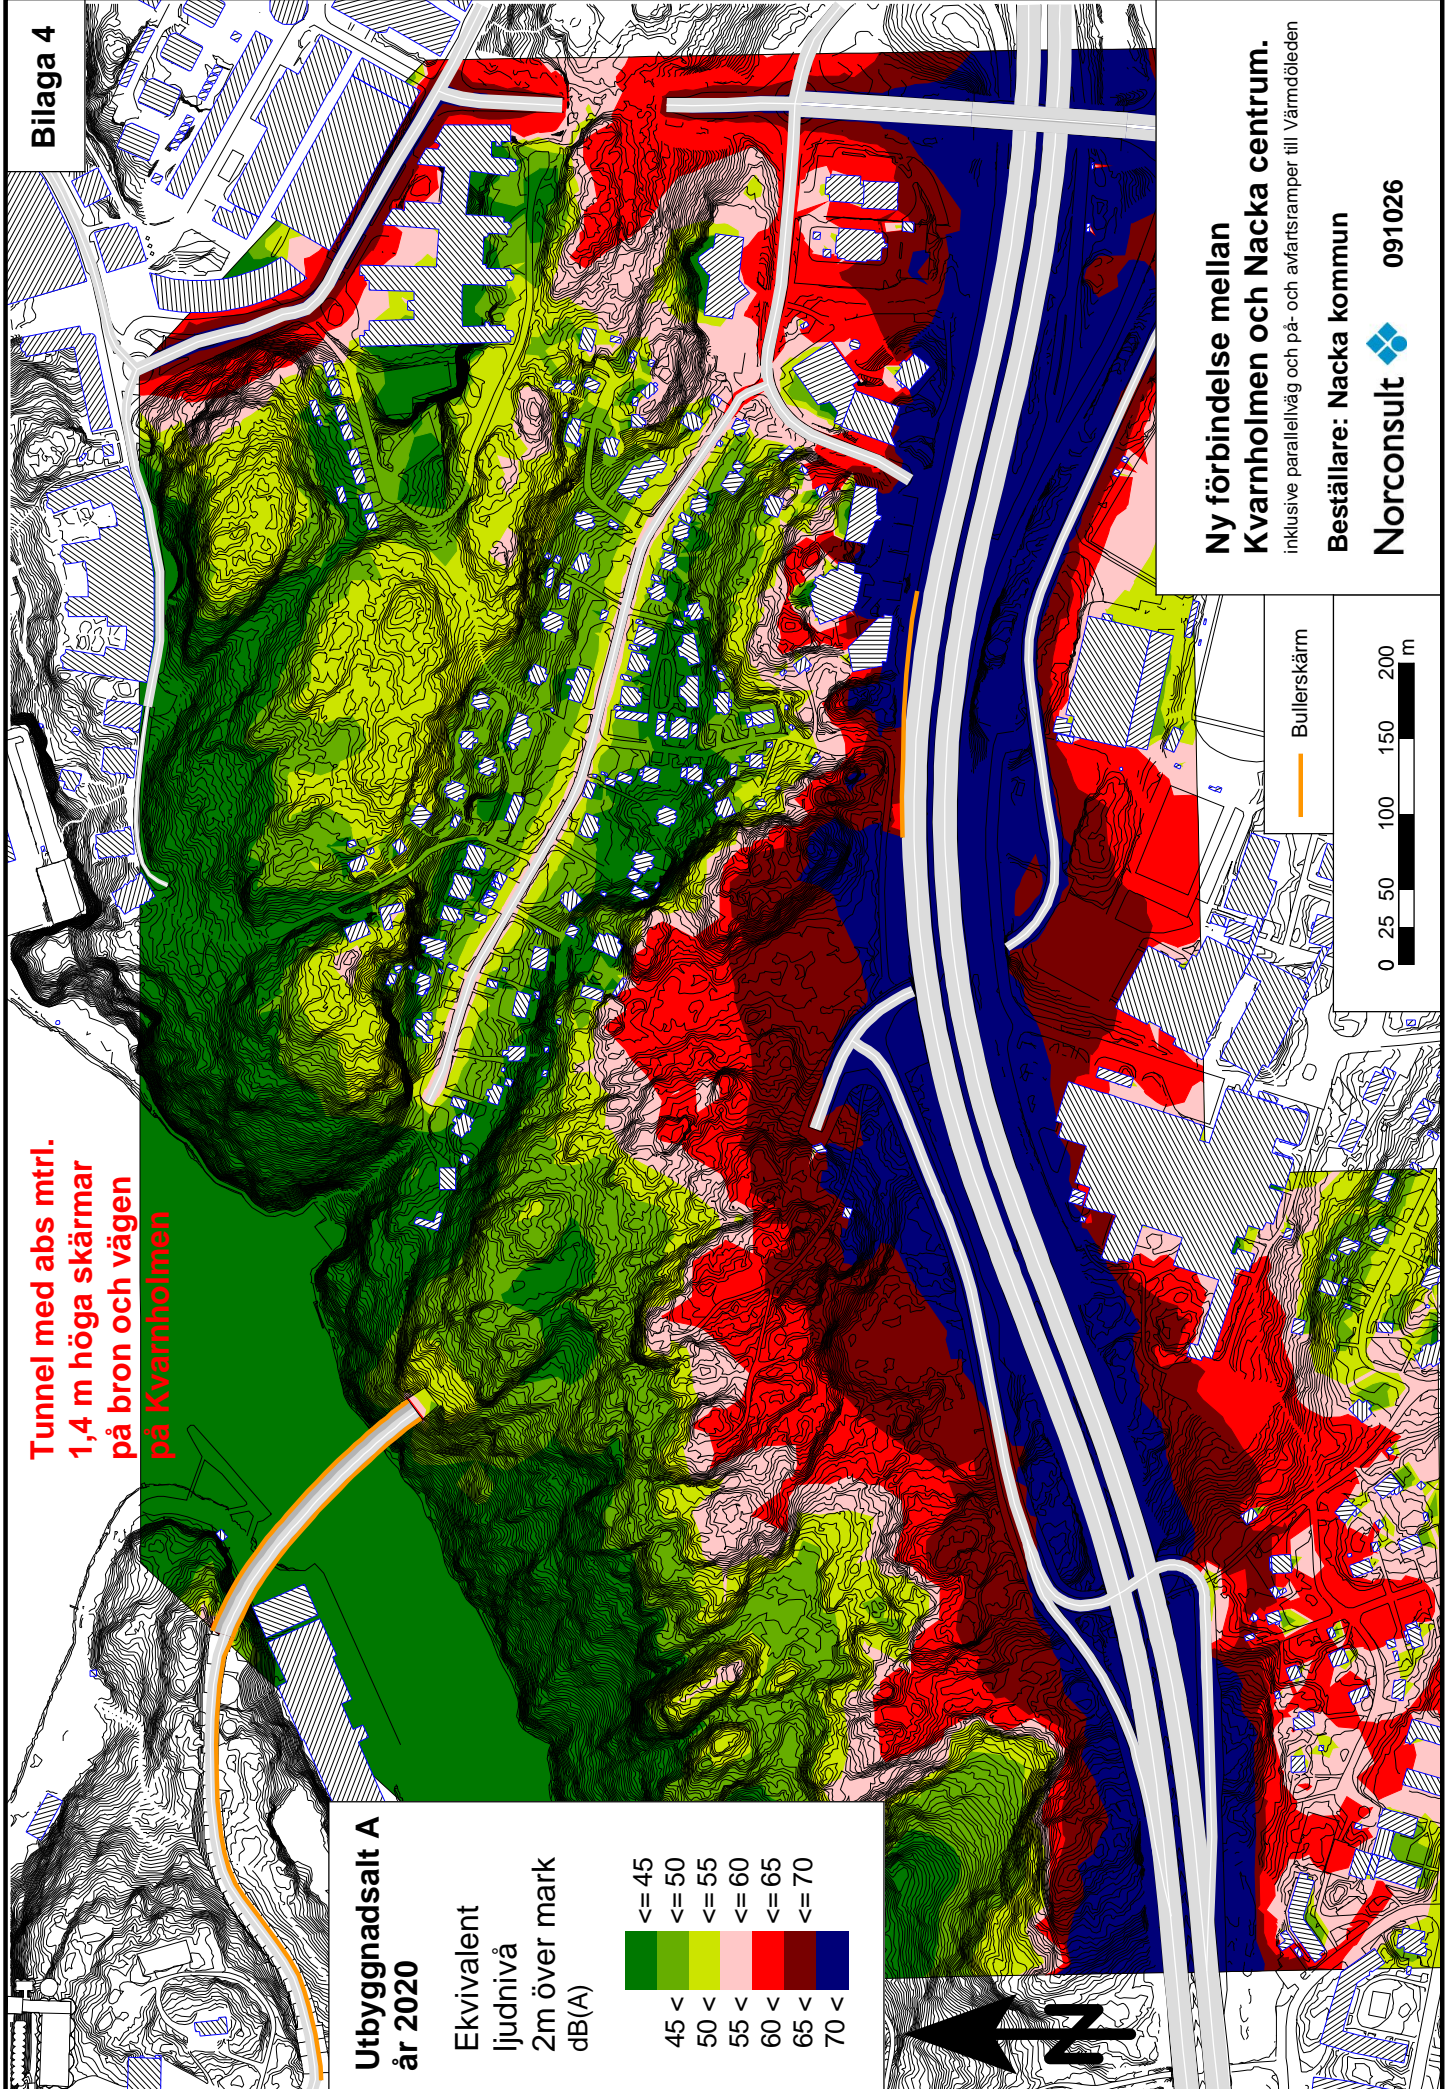 Bilaga 4
Tunnel med abs mtrl.
1,4 m höga skärmar
på bron och vägen
på Kvarnholmen
Utbyggnadsalt A
år 2020
Ekvivalent
ljudnivå
2m över mark
dB(A)
<= 45
45 < <= 50
50 < <= 55
55 < <= 60
60 < <= 65
65 < <= 70
70 <
N
Bullerskärm
0 25 50 100 150 200
m
Ny förbindelse mellan
Kvarnholmen och Nacka centrum.
inklusive parallellväg och på- och avfartsramper till Värmdöleden
Beställare: Nacka kommun
Norconsult 091026